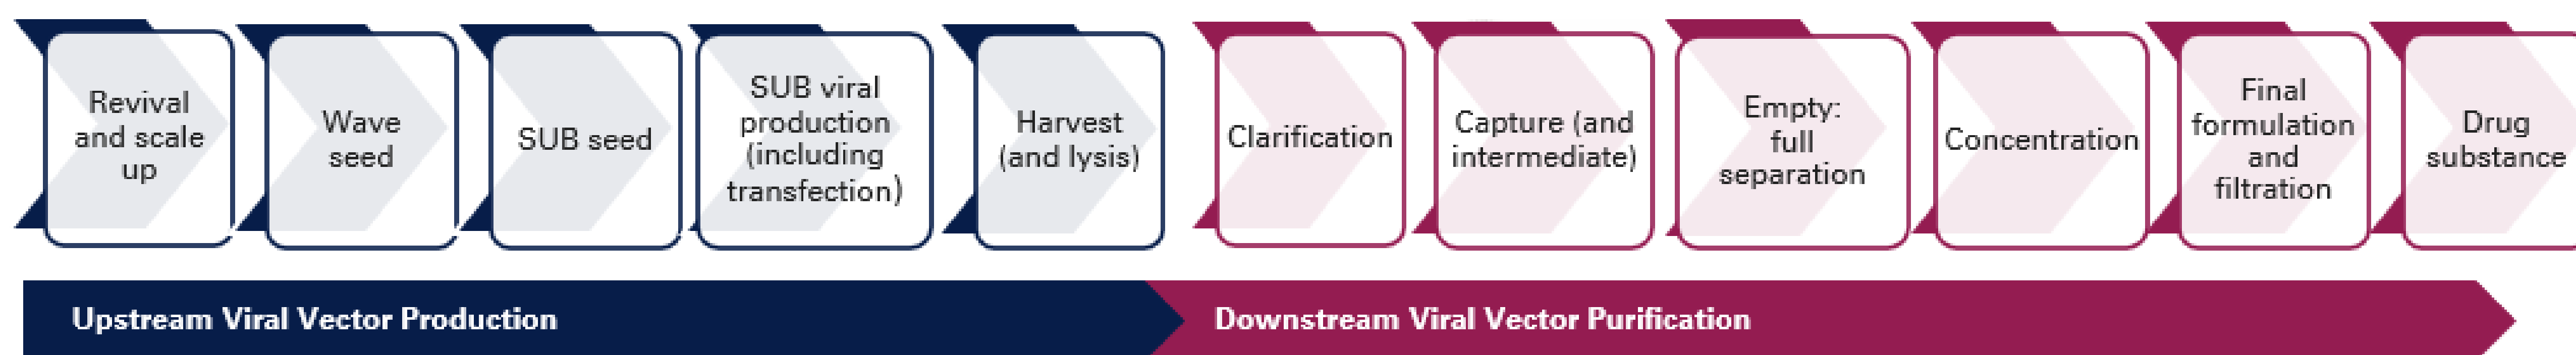 Revival
and scale
up
Wave
seed
SUB seed
SUB viral
production
(including
transfection)
Harvest
(and lysis)
Clarification
Capture (and
intermediate)
Empty:
full
separation
Concentration
Final
formulation
and
filtration
Drug
substance
Upstream Viral Vector Production
Downstream Viral Vector Purification